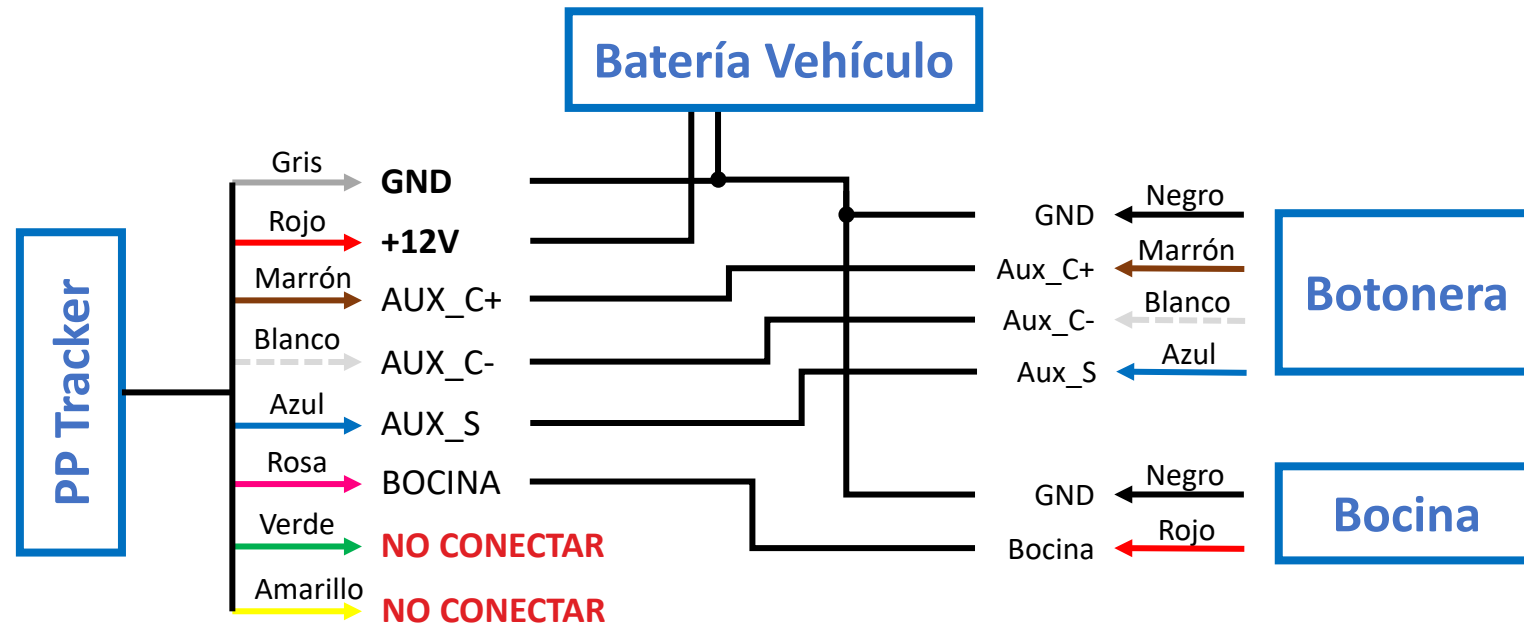 Batería Vehículo
PP Tracker
Gris
GND
Rojo
+12V
Marrón
AUX_C+
Blanco
AUX_C-
Azul
AUX_S
Rosa
BOCINA
Verde
NO CONECTAR
Amarillo
NO CONECTAR
GND
Negro
Aux_C+
Marrón
Aux_C-
Blanco
Aux_S
Azul
Botonera
GND
Negro
Bocina
Rojo
Bocina